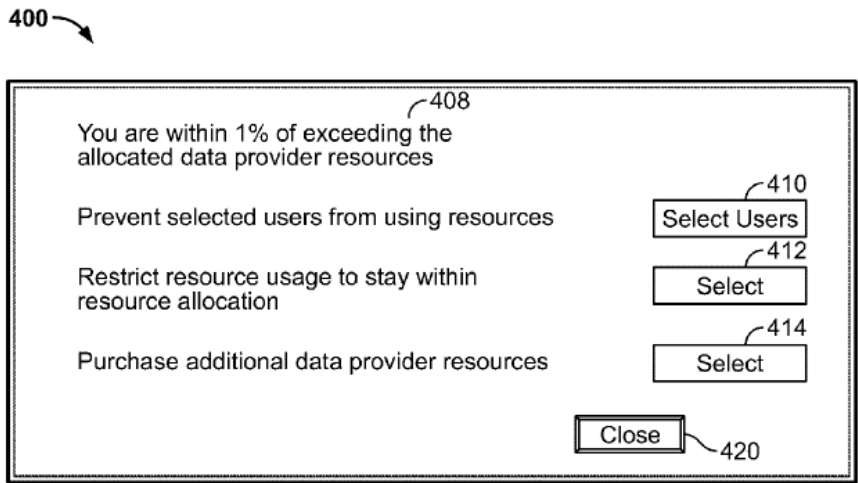 400
408
You are within 1% of exceeding the
allocated data provider resources
410
Prevent selected users from using resources
Select Users
412
Restrict resource usage to stay within
resource allocation
Select
414
Purchase additional data provider resources
Select
Close
420